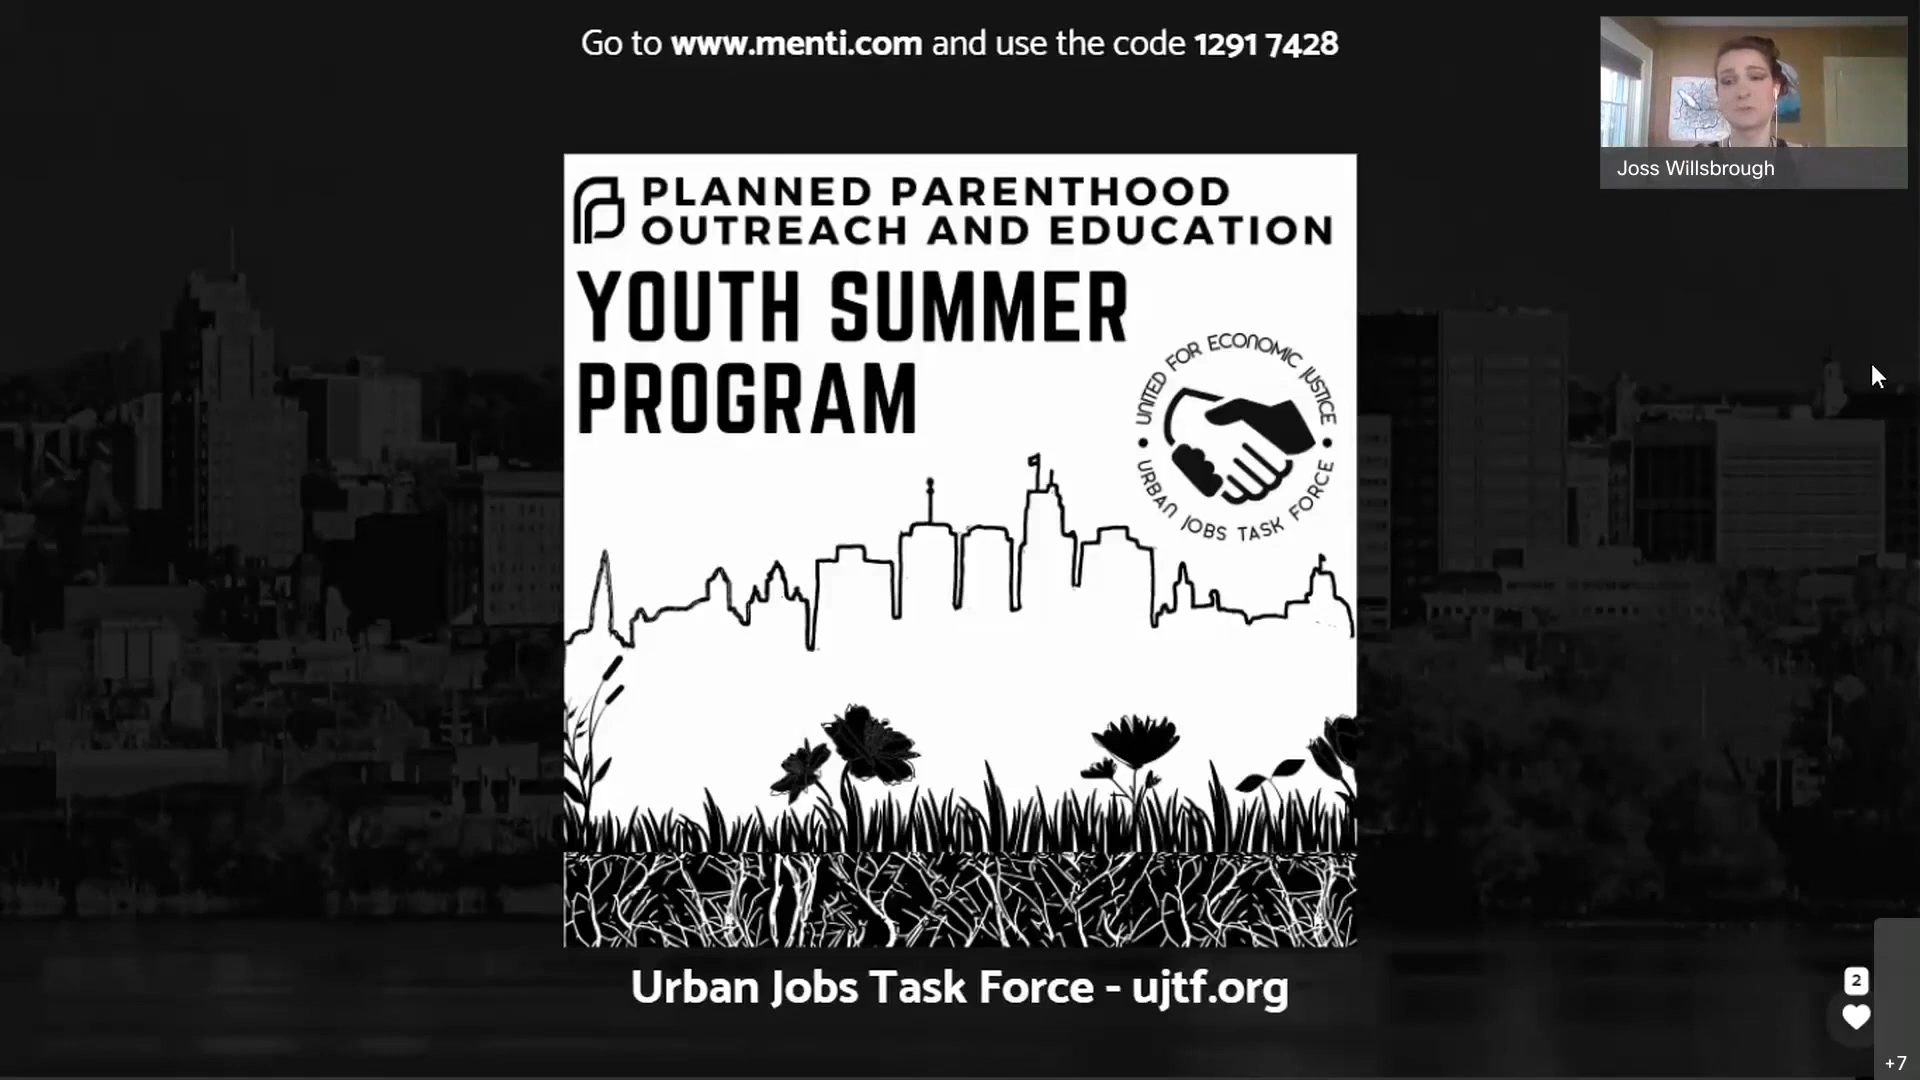 Go to www.menti.com and use the code 1291 7428
Joss Willsbrough
PLANNED PARENTHOOD
OUTREACH AND EDUCATION
YOUTH SUMMER
PROGRAM
UNITED FOR ECONOMIC JUSTICE
• URBAN JOBS TASK FORCE •
Urban Jobs Task Force - ujtf.org
2
+7